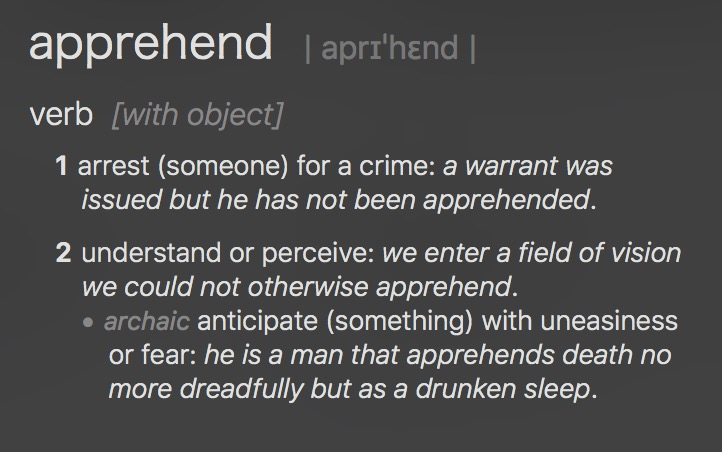 apprehend | aprɪˈhɛnd |
verb [with object]
1 arrest (someone) for a crime: a warrant was
issued but he has not been apprehended.
2 understand or perceive: we enter a field of vision
we could not otherwise apprehend.
• archaic anticipate (something) with uneasiness
or fear: he is a man that apprehends death no
more dreadfully but as a drunken sleep.